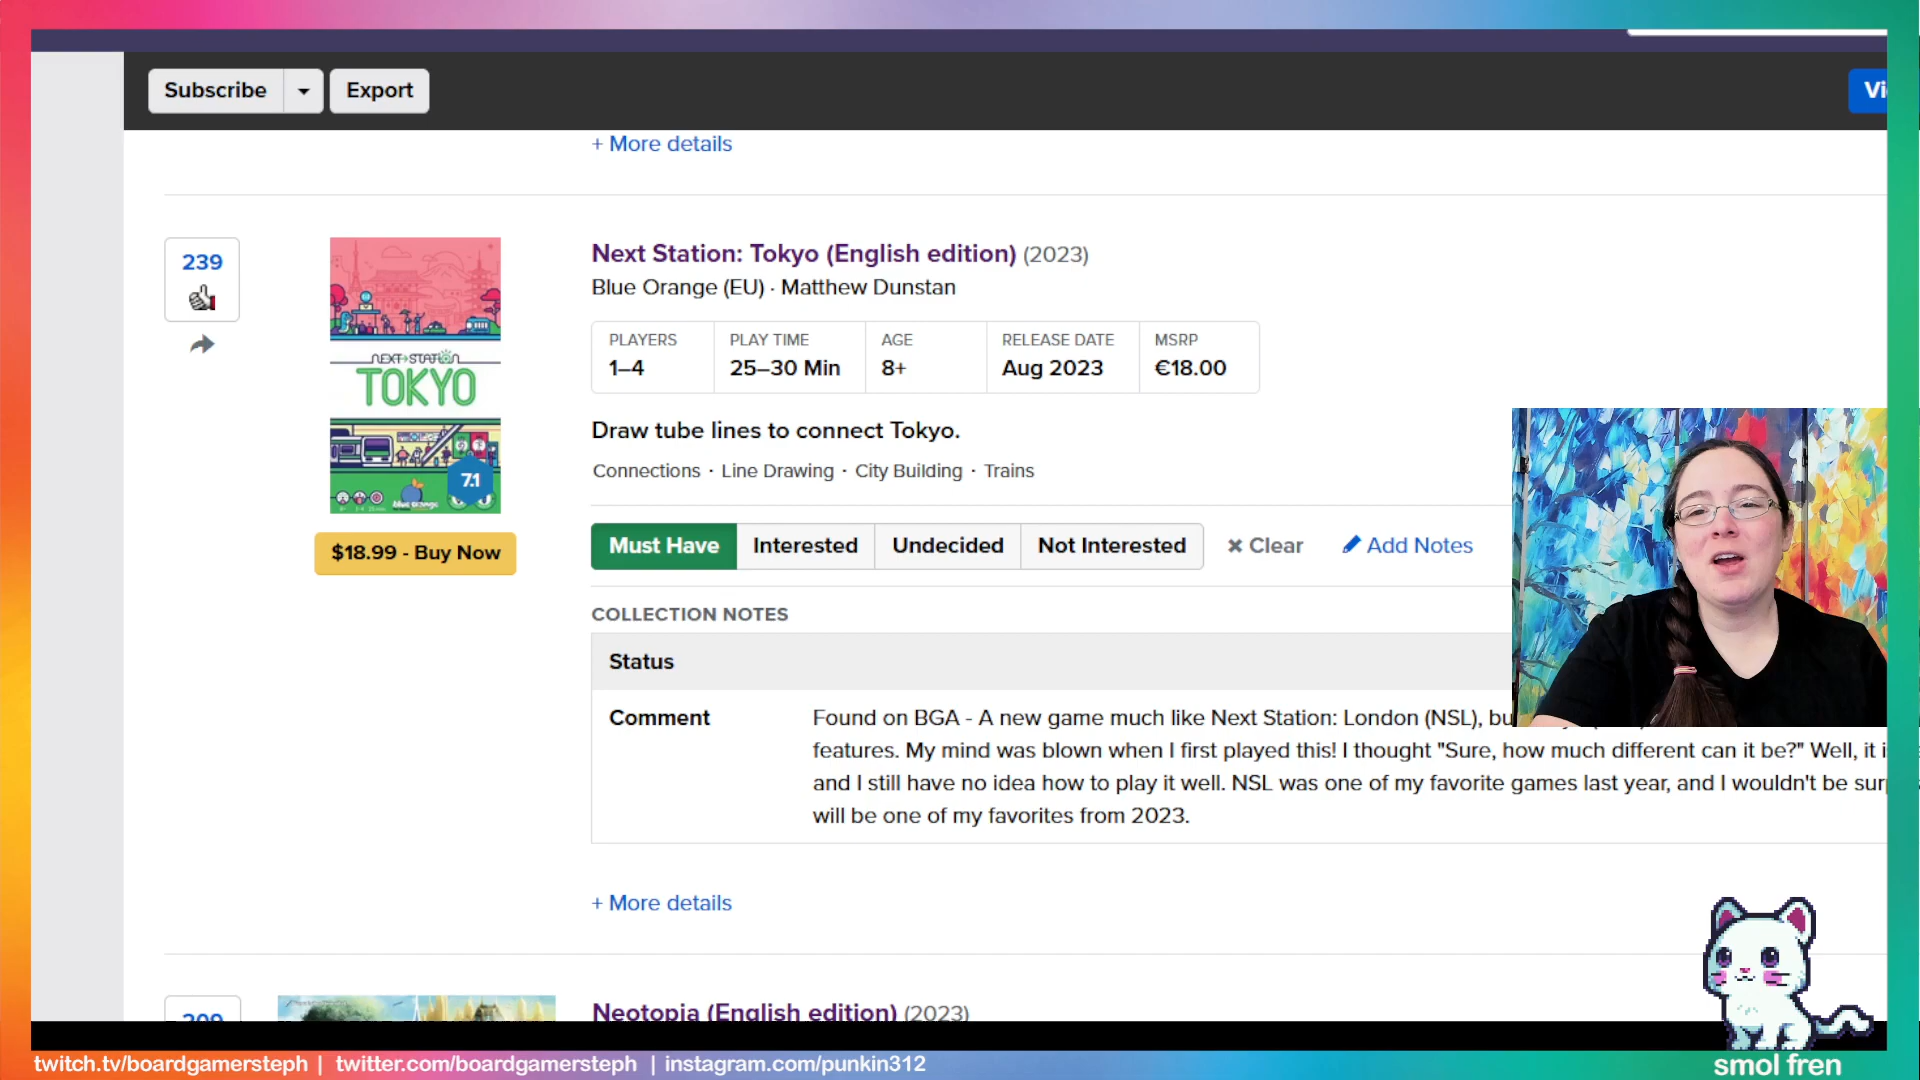 Subscribe
Export
+ More details
239
Next Station: Tokyo (English edition) (2023)
Blue Orange (EU) · Matthew Dunstan
PLAYERS
1–4
PLAY TIME
25–30 Min
AGE
8+
RELEASE DATE
Aug 2023
MSRP
€18.00
NEXT STATION
TOKYO
7.1
$18.99 - Buy Now
Draw tube lines to connect Tokyo.
Connections · Line Drawing · City Building · Trains
Must Have
Interested
Undecided
Not Interested
Clear
Add Notes
COLLECTION NOTES
Status
Comment
Found on BGA - A new game much like Next Station: London (NSL), bu
features. My mind was blown when I first played this! I thought "Sure, how much different can it be?" Well, it i
and I still have no idea how to play it well. NSL was one of my favorite games last year, and I wouldn't be sur
will be one of my favorites from 2023.
+ More details
Neotopia (English edition) (2023)
twitch.tv/boardgamersteph | twitter.com/boardgamersteph | instagram.com/punkin312
smol fren